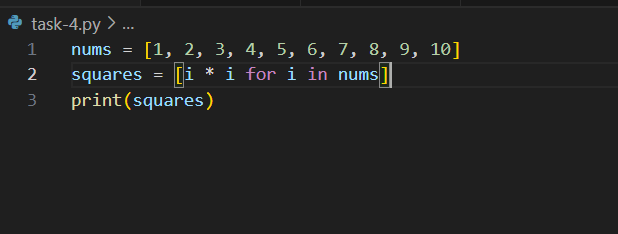 task-4.py > ...
1 nums = [1, 2, 3, 4, 5, 6, 7, 8, 9, 10]
2 squares = [i * i for i in nums]
3 print(squares)